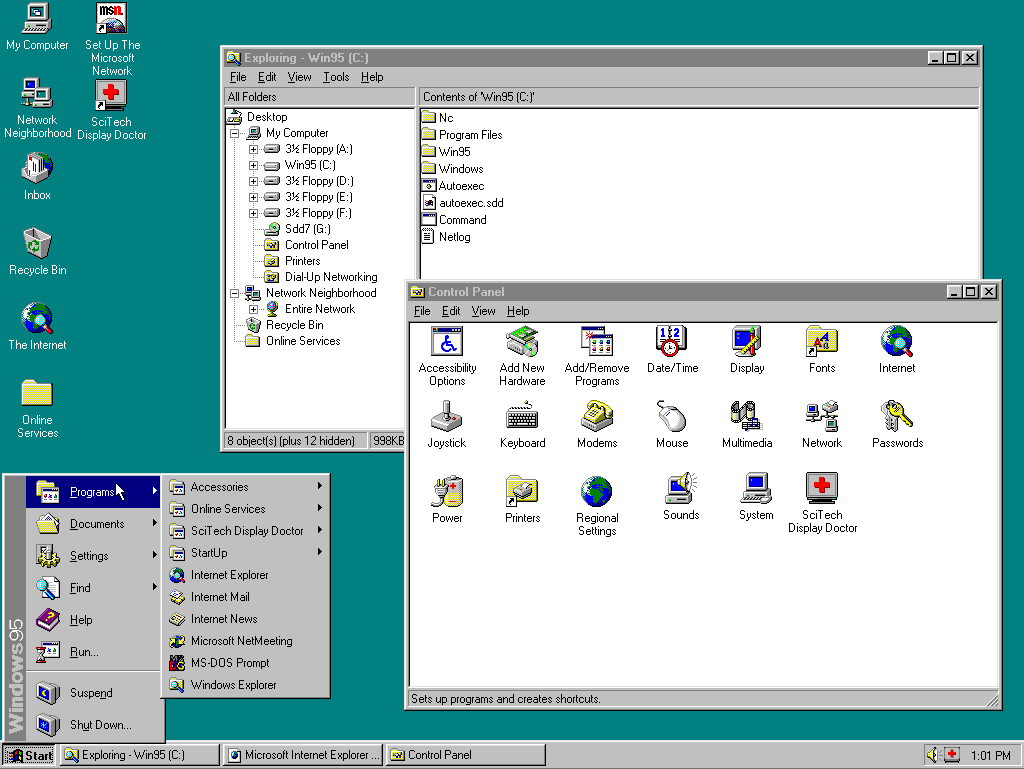 My Computer
msn.
Set Up The
Microsoft
Network
Network
Neighborhood
SciTech
Display Doctor
Inbox
Recycle Bin
The Internet
Online
Services
Exploring - Win95 (C:)
File Edit View Tools Help
All Folders
Contents of 'Win95 (C:)'
Desktop
My Computer
3½ Floppy (A:)
Win95 (C:)
3½ Floppy (D:)
3½ Floppy (E:)
3½ Floppy (F:)
Sdd7 (G:)
Control Panel
Printers
Dial-Up Networking
Network Neighborhood
Entire Network
Recycle Bin
Online Services
Nc
Program Files
Win95
Windows
Autoexec
autoexec.sdd
Command
Netlog
8 object(s) (plus 12 hidden)
998KB
Control Panel
File Edit View Help
Accessibility
Options
Add New
Hardware
Add/Remove
Programs
Date/Time
Display
Fonts
Internet
Joystick
Keyboard
Modems
Mouse
Multimedia
Network
Passwords
Power
Printers
Regional
Settings
Sounds
System
SciTech
Display Doctor
Sets up programs and creates shortcuts.
Windows95
Programs
Documents
Settings
Find
Help
Run...
Suspend
Shut Down...
Accessories
Online Services
SciTech Display Doctor
StartUp
Internet Explorer
Internet Mail
Internet News
Microsoft NetMeeting
MS-DOS Prompt
Windows Explorer
Start
Exploring - Win95 (C:)
Microsoft Internet Explorer ...
Control Panel
1:01 PM